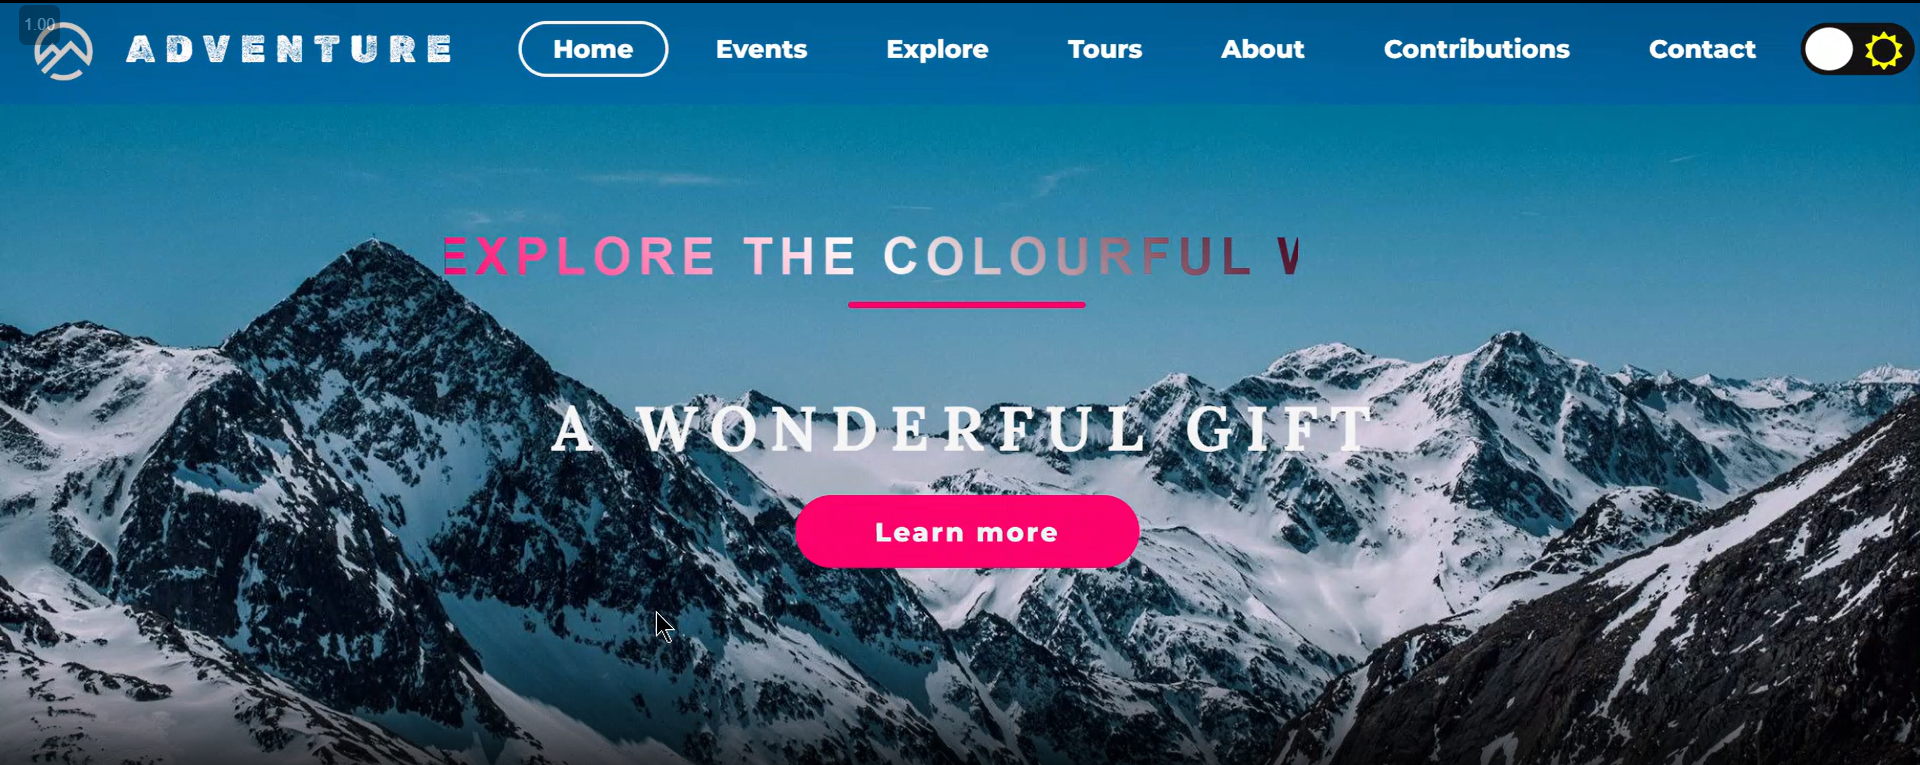 1.00
ADVENTURE
Home Events Explore Tours About Contributions Contact
EXPLORE THE COLOURFUL
A WONDERFUL GIFT
Learn more